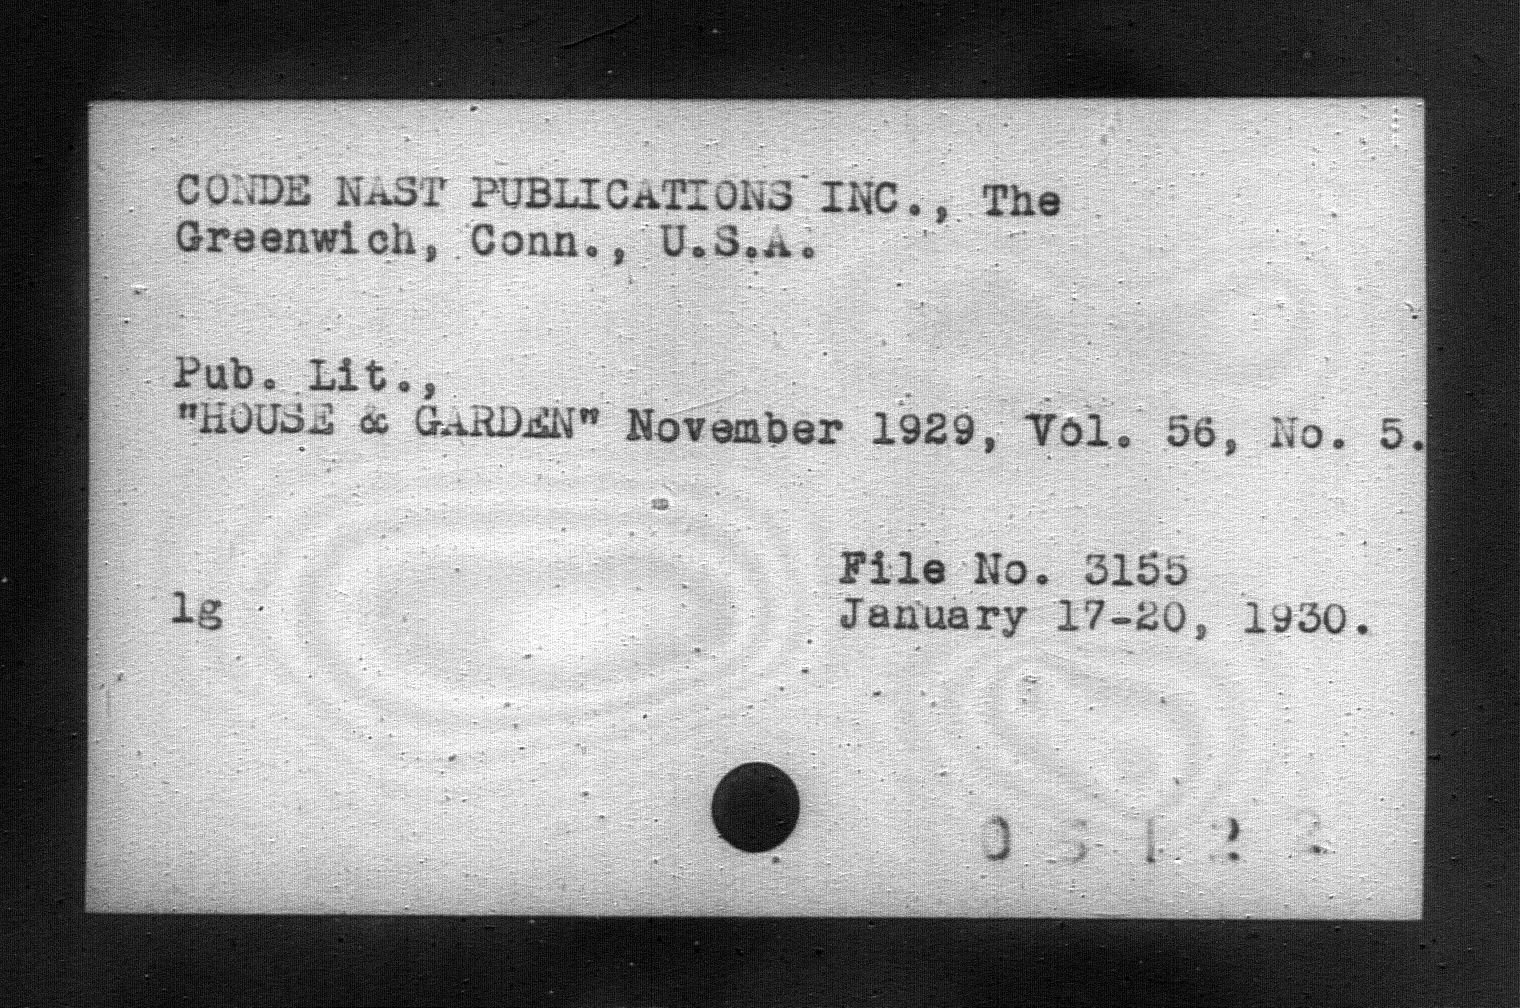 CONDE NAST PUBLICATIONS INC., The
Greenwich, Conn., U.S.A.
Pub. Lit.,
"HOUSE & GARDEN" November 1929, Vol. 56, No. 5.
File No. 3155
lg
January 17-20, 1930.